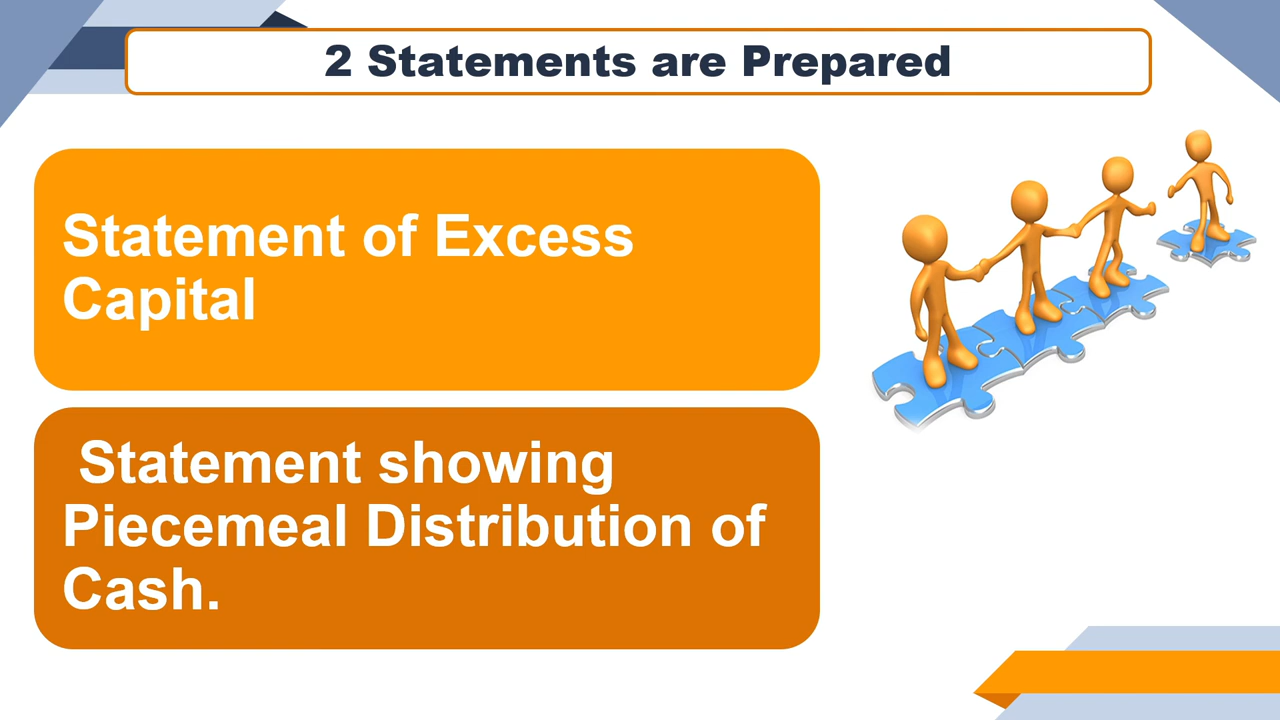 2 Statements are Prepared
Statement of Excess
Capital
Statement showing
Piecemeal Distribution of
Cash.